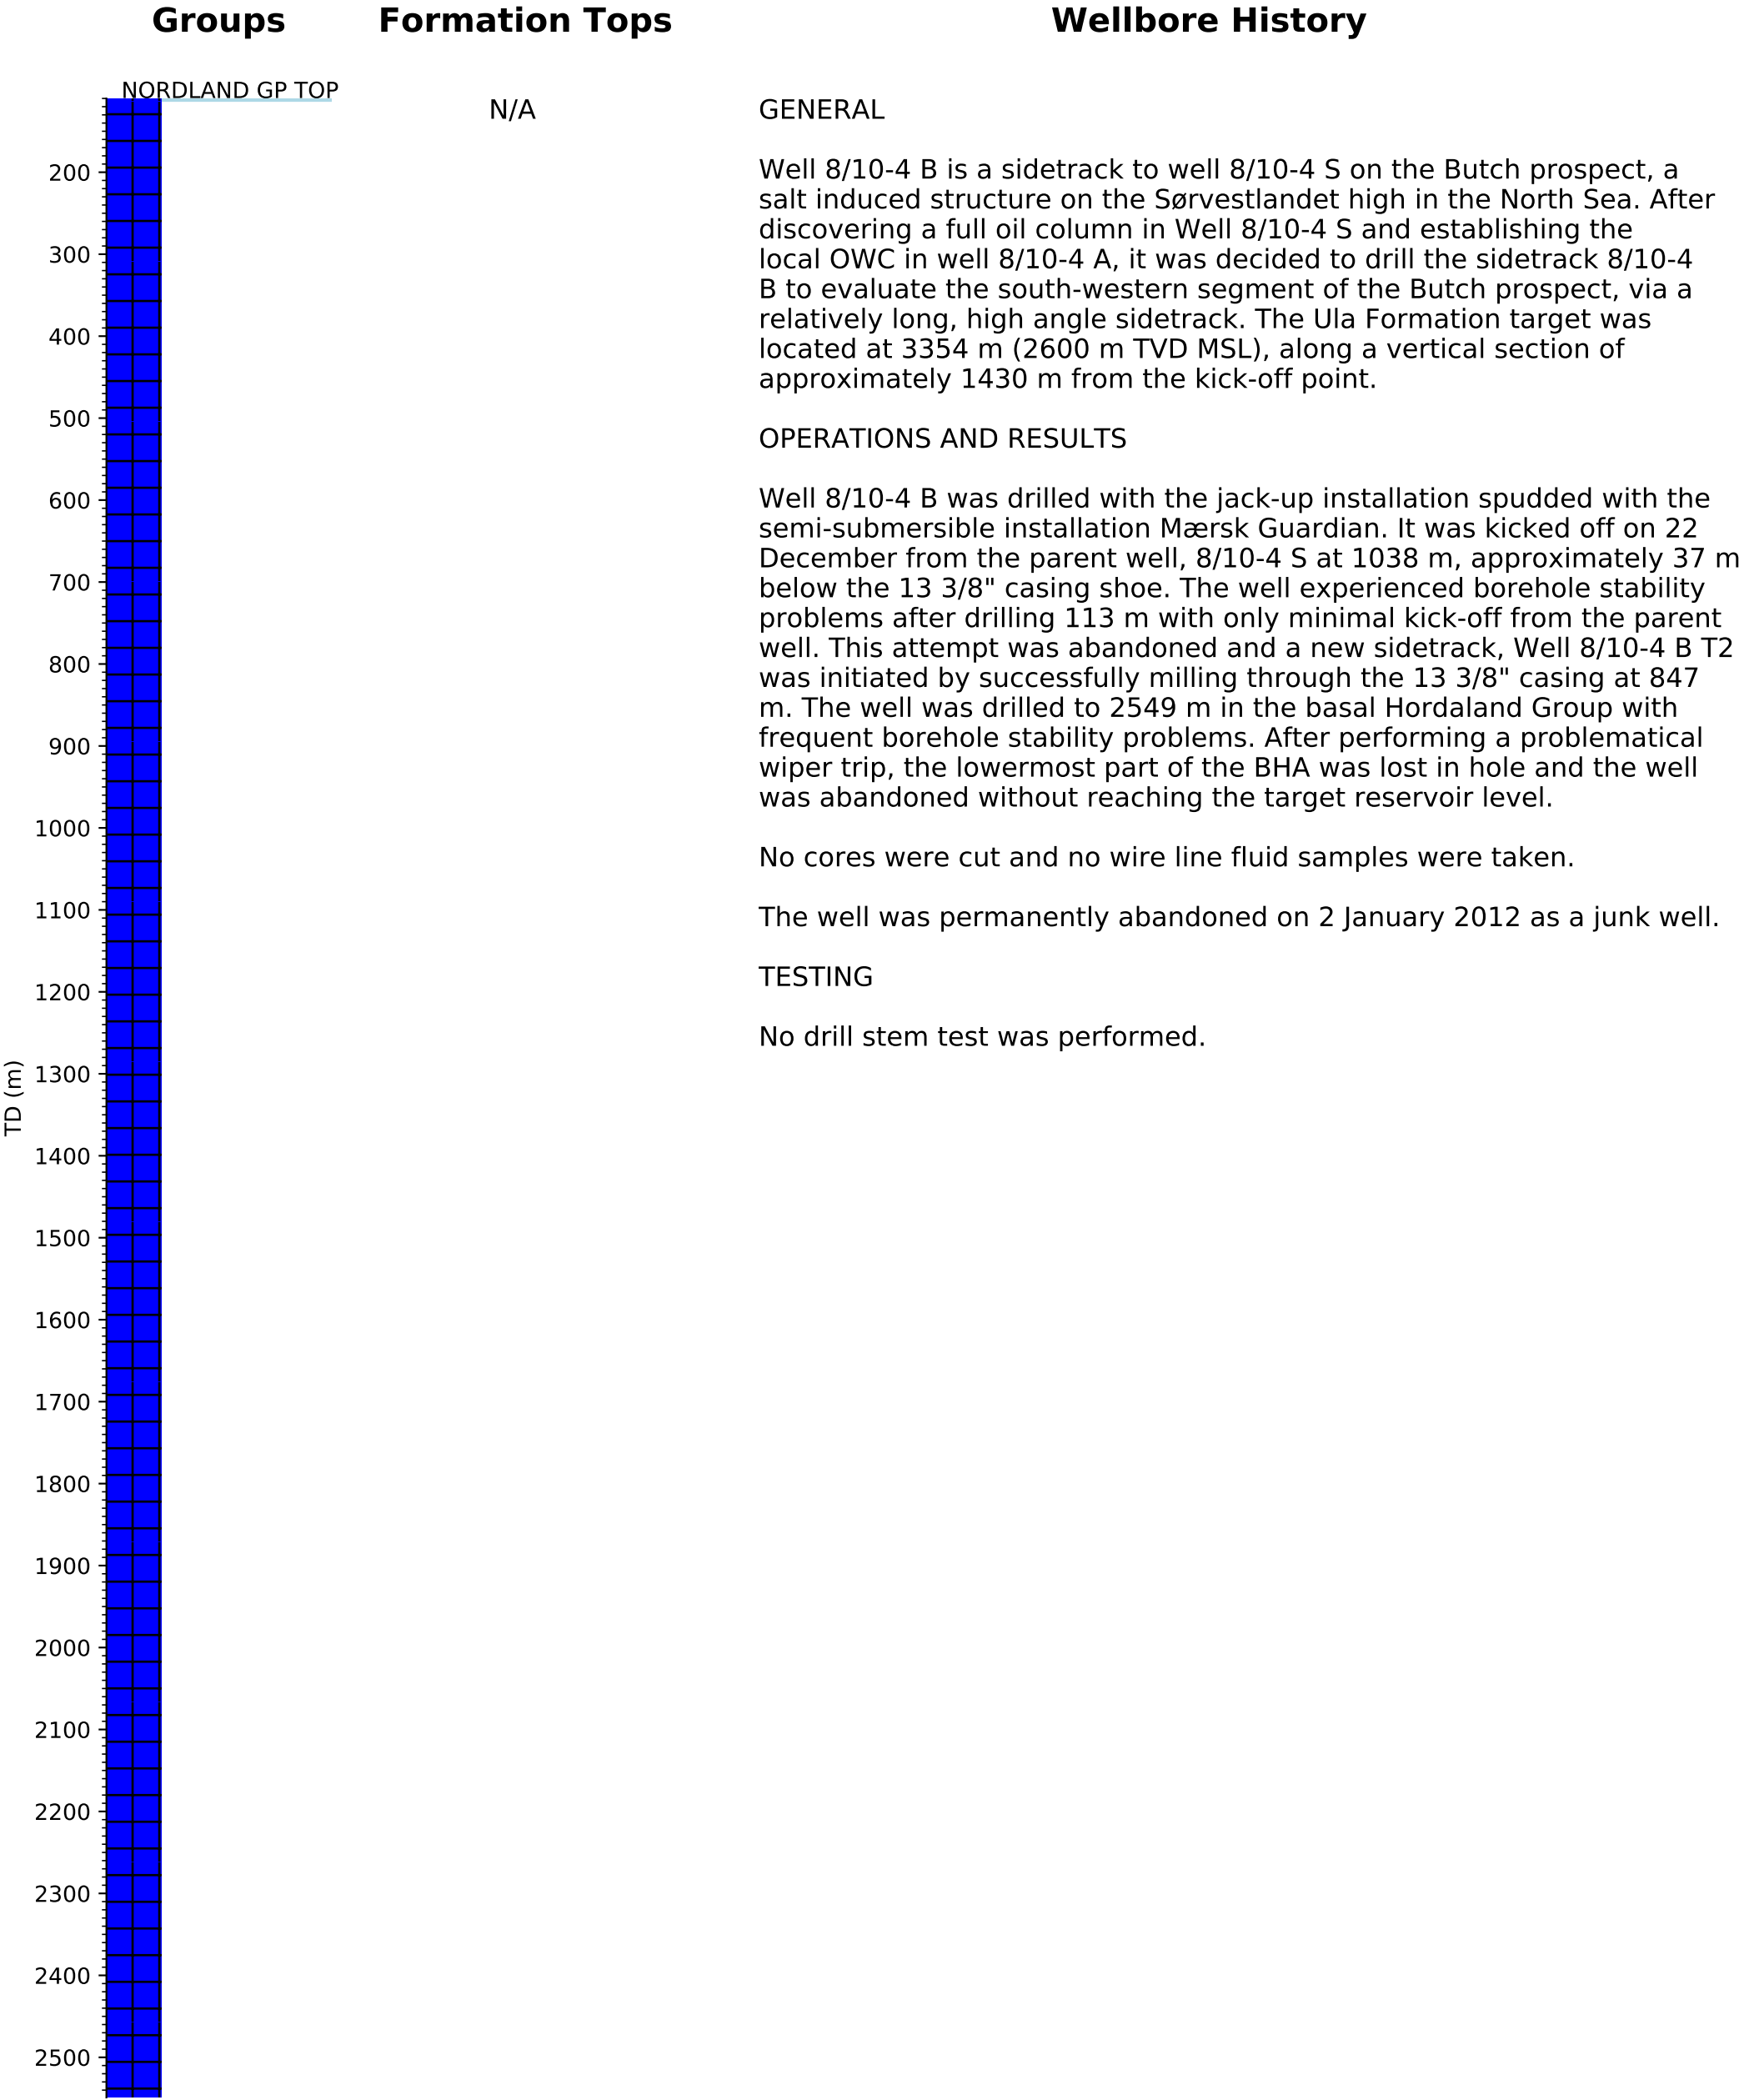 Groups
Formation Tops
Wellbore History
NORDLAND GP TOP
N/A
GENERAL
Well 8/10-4 B is a sidetrack to well 8/10-4 S on the Butch prospect, a
salt induced structure on the Sørvestlandet high in the North Sea. After
discovering a full oil column in Well 8/10-4 S and establishing the
local OWC in well 8/10-4 A, it was decided to drill the sidetrack 8/10-4
B to evaluate the south-western segment of the Butch prospect, via a
relatively long, high angle sidetrack. The Ula Formation target was
located at 3354 m (2600 m TVD MSL), along a vertical section of
approximately 1430 m from the kick-off point.
OPERATIONS AND RESULTS
Well 8/10-4 B was drilled with the jack-up installation spudded with the
semi-submersible installation Mærsk Guardian. It was kicked off on 22
December from the parent well, 8/10-4 S at 1038 m, approximately 37 m
below the 13 3/8" casing shoe. The well experienced borehole stability
problems after drilling 113 m with only minimal kick-off from the parent
well. This attempt was abandoned and a new sidetrack, Well 8/10-4 B T2
was initiated by successfully milling through the 13 3/8" casing at 847
m. The well was drilled to 2549 m in the basal Hordaland Group with
frequent borehole stability problems. After performing a problematical
wiper trip, the lowermost part of the BHA was lost in hole and the well
was abandoned without reaching the target reservoir level.
No cores were cut and no wire line fluid samples were taken.
The well was permanently abandoned on 2 January 2012 as a junk well.
TESTING
No drill stem test was performed.
TD (m)
200
300
400
500
600
700
800
900
1000
1100
1200
1300
1400
1500
1600
1700
1800
1900
2000
2100
2200
2300
2400
2500